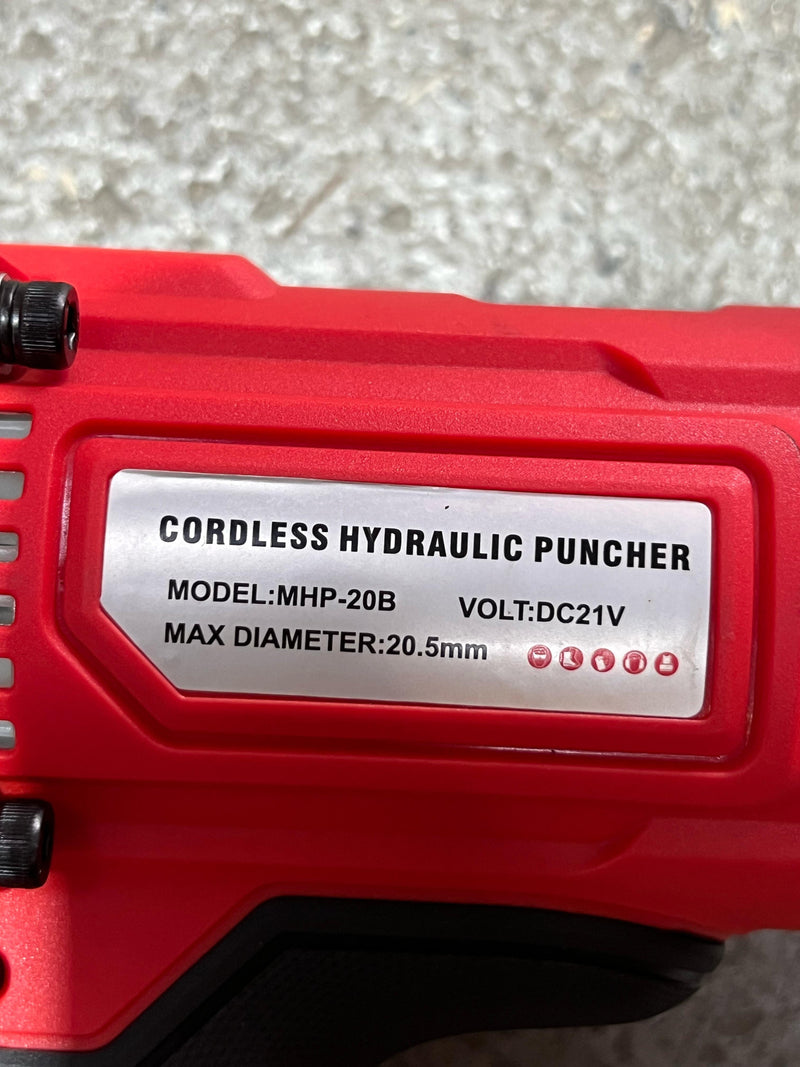 CORDLESS HYDRAULIC PUNCHER
MODEL:MHP-20B VOLT:DC21V
MAX DIAMETER:20.5mm